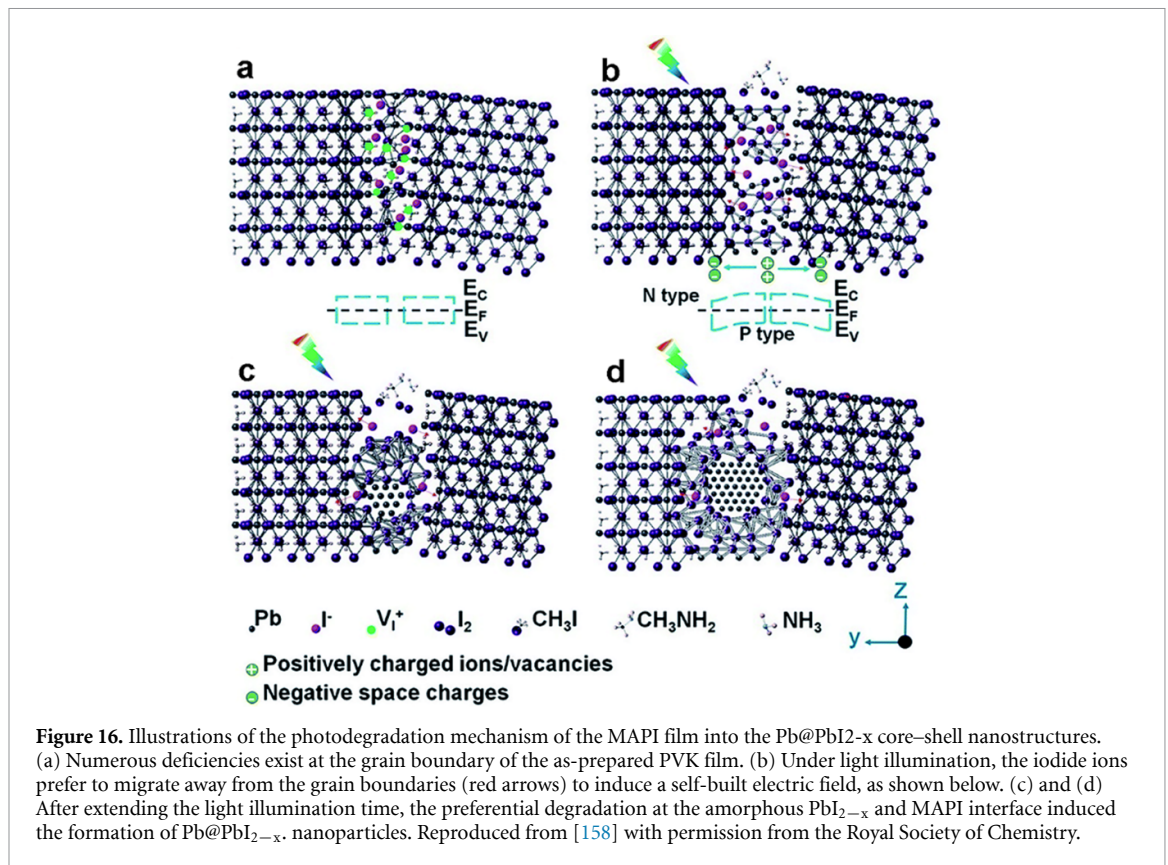 a
b
E_C
E_F
E_V
N type
P type
E_C
E_F
E_V
c
d
Pb I⁻ V_I⁺ I₂ CH₃I CH₃NH₂ NH₃
Positively charged ions/vacancies
Negative space charges
Z
y
Figure 16. Illustrations of the photodegradation mechanism of the MAPI film into the Pb@PbI2-x core–shell nanostructures.
(a) Numerous deficiencies exist at the grain boundary of the as-prepared PVK film. (b) Under light illumination, the iodide ions
prefer to migrate away from the grain boundaries (red arrows) to induce a self-built electric field, as shown below. (c) and (d)
After extending the light illumination time, the preferential degradation at the amorphous PbI₂₋ₓ and MAPI interface induced
the formation of Pb@PbI₂₋ₓ. nanoparticles. Reproduced from [158] with permission from the Royal Society of Chemistry.